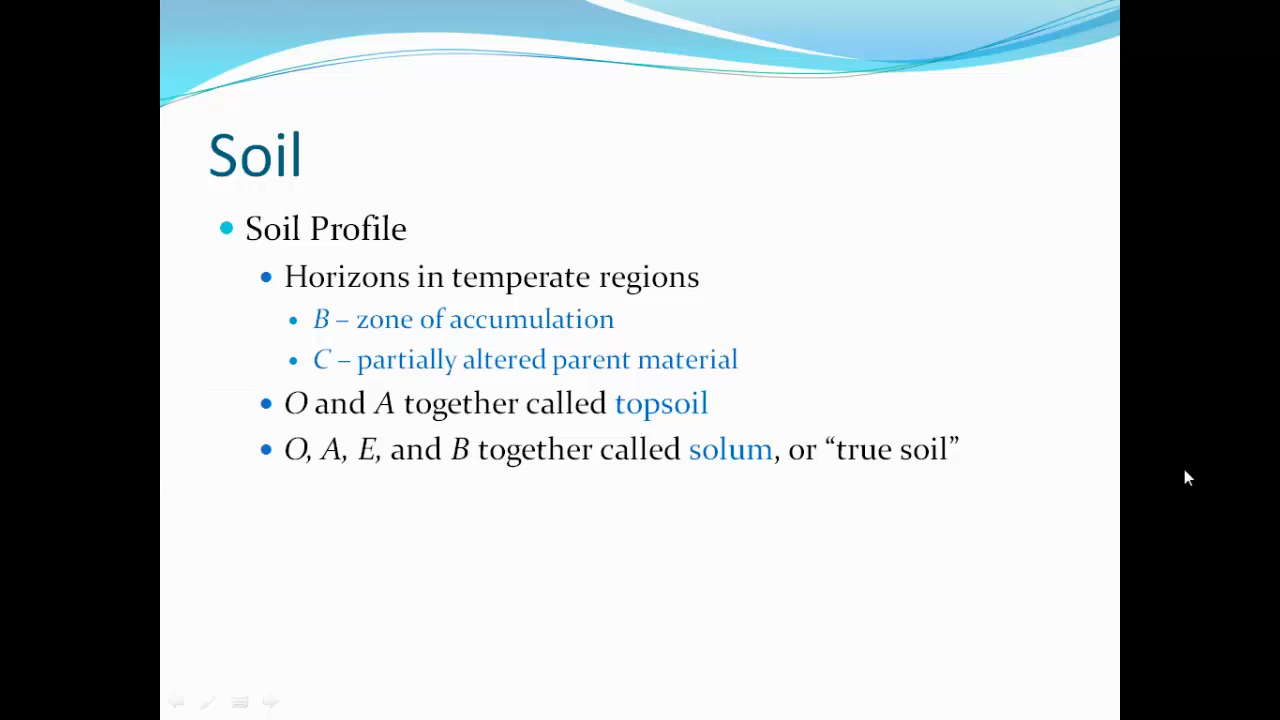 Soil
Soil Profile
Horizons in temperate regions
B – zone of accumulation
C – partially altered parent material
O and A together called topsoil
O, A, E, and B together called solum, or “true soil”